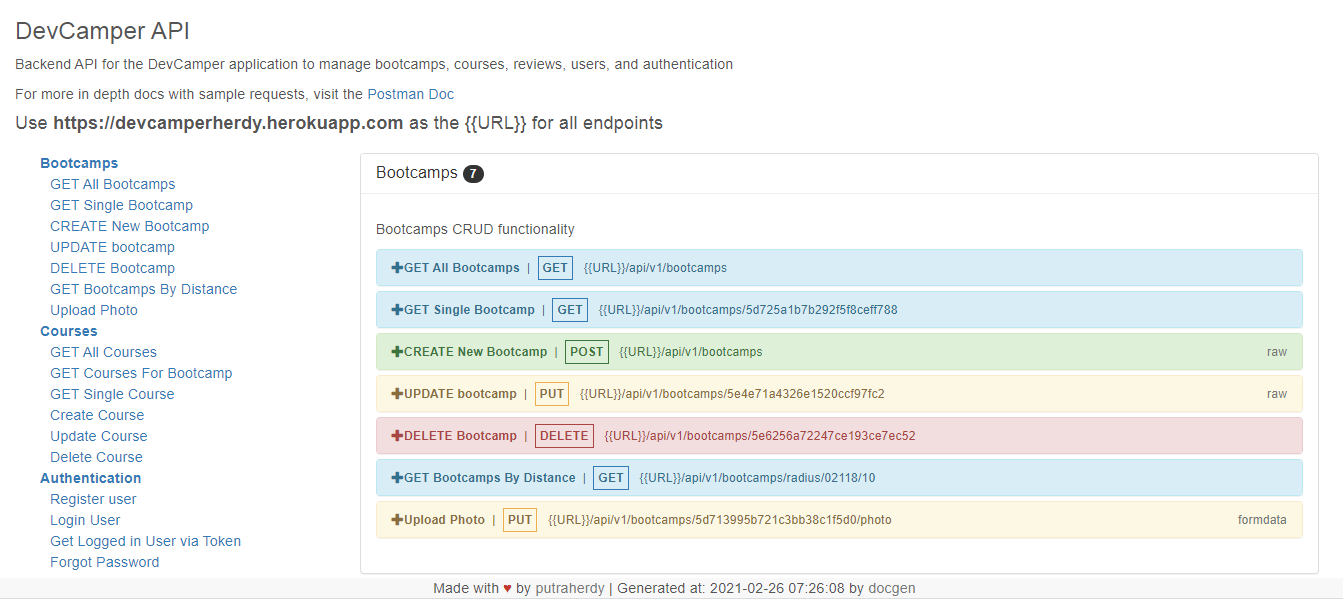 DevCamper API
Backend API for the DevCamper application to manage bootcamps, courses, reviews, users, and authentication
For more in depth docs with sample requests, visit the Postman Doc
Use https://devcamperherdy.herokuapp.com as the {{URL}} for all endpoints
Bootcamps
GET All Bootcamps
GET Single Bootcamp
CREATE New Bootcamp
UPDATE bootcamp
DELETE Bootcamp
GET Bootcamps By Distance
Upload Photo
Courses
GET All Courses
GET Courses For Bootcamp
GET Single Course
Create Course
Update Course
Delete Course
Authentication
Register user
Login User
Get Logged in User via Token
Forgot Password
Bootcamps 7
Bootcamps CRUD functionality
GET All Bootcamps | GET {{URL}}/api/v1/bootcamps
GET Single Bootcamp | GET {{URL}}/api/v1/bootcamps/5d725a1b7b292f5f8ceff788
CREATE New Bootcamp | POST {{URL}}/api/v1/bootcamps raw
UPDATE bootcamp | PUT {{URL}}/api/v1/bootcamps/5e4e71a4326e1520ccf97fc2 raw
DELETE Bootcamp | DELETE {{URL}}/api/v1/bootcamps/5e6256a72247ce193ce7ec52
GET Bootcamps By Distance | GET {{URL}}/api/v1/bootcamps/radius/02118/10
Upload Photo | PUT {{URL}}/api/v1/bootcamps/5d713995b721c3bb38c1f5d0/photo formdata
Made with ♥ by putraherdy | Generated at: 2021-02-26 07:26:08 by docgen